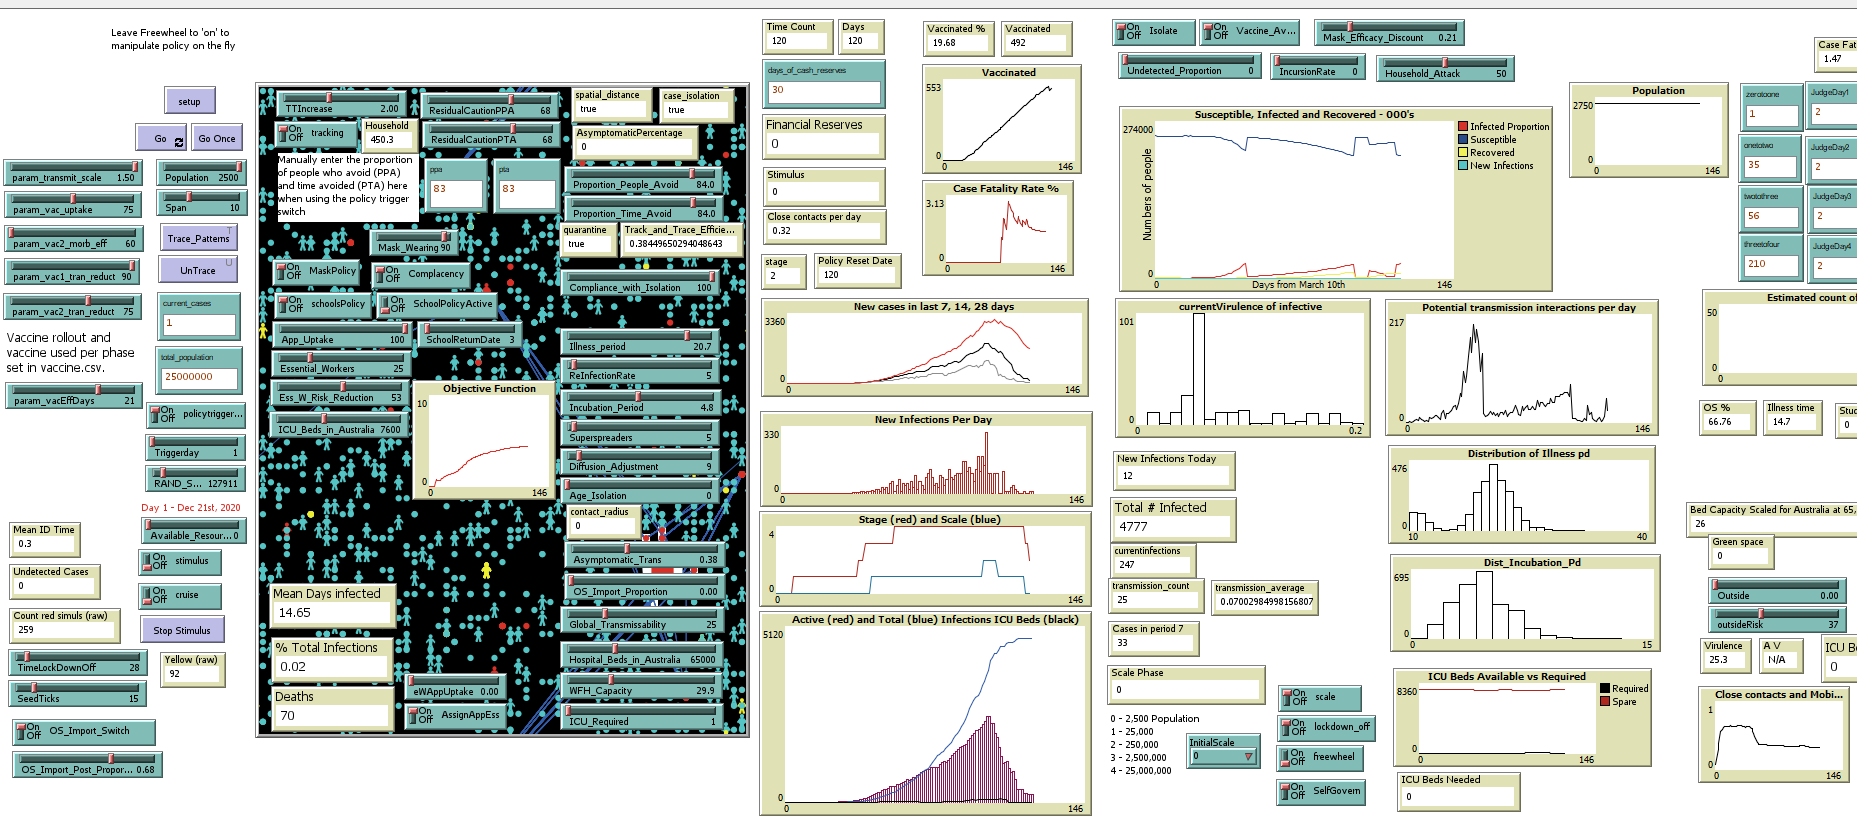 Leave Freewheel to 'on' to
manipulate policy on the fly
setup
Go
Go Once
param_transmit_scale 1.50
Population 2500
param_vac_uptake 75
Span 10
param_vac2_morb_eff 60
Trace_Patterns T
param_vac1_tran_reduct 90
UnTrace U
param_vac2_tran_reduct 75
current_cases
1
Vaccine rollout and
vaccine used per phase
set in vaccine.csv.
total_population
25000000
param_vacEffDays 21
On
Off policytrigger...
Triggerday 1
RAND_S... 127911
Day 1 - Dec 21st, 2020
Available_Resour... 0
Mean ID Time
0.3
On
Off stimulus
Undetected Cases
0
On
Off cruise
Count red simuls (raw)
259
Stop Stimulus
TimeLockDownOff 28
Yellow (raw)
92
SeedTicks 15
On
Off OS_Import_Switch
OS_Import_Post_Propor... 0.68
TTIncrease 2.00
ResidualCautionPPA 68
spatial_distance
true
case_isolation
true
On
Off tracking
Household
450.3
ResidualCautionPTA 68
AsymptomaticPercentage
0
Manually enter the proportion
of people who avoid (PPA)
and time avoided (PTA) here
when using the policy trigger
switch
ppa
83
pta
83
Proportion_People_Avoid 84.0
Proportion_Time_Avoid 84.0
Mask_Wearing 90
quarantine
true
Track_and_Trace_Efficie...
0.38449650294048643
On
Off MaskPolicy
On
Off Complacency
Compliance_with_Isolation 100
On
Off schoolsPolicy
On
Off SchoolPolicyActive
App_Uptake 100
SchoolReturnDate 3
Illness_period 20.7
Essential_Workers 25
ReInfectionRate 5
Ess_W_Risk_Reduction 53
Incubation_Period 4.8
ICU_Beds_in_Australia 7600
Superspreaders 5
Objective Function
10
0
0
146
Diffusion_Adjustment 9
Age_Isolation 0
contact_radius
0
Asymptomatic_Trans 0.38
Mean Days infected
14.65
OS_Import_Proportion 0.00
Global_Transmissability 25
% Total Infections
0.02
Hospital_Beds_in_Australia 65000
eWAppUptake 0.00
WFH_Capacity 29.9
Deaths
70
On
Off AssignAppEss
ICU_Required 1
Time Count
120
Days
120
days_of_cash_reserves
30
Financial Reserves
0
Stimulus
0
Close contacts per day
0.32
stage
2
Policy Reset Date
120
Vaccinated %
19.68
Vaccinated
492
Vaccinated
553
0
0
146
Case Fatality Rate %
3.13
0
0
146
New cases in last 7, 14, 28 days
3360
0
0
146
New Infections Per Day
330
0
0
146
Stage (red) and Scale (blue)
4
0
0
146
Active (red) and Total (blue) Infections ICU Beds (black)
5120
0
0
146
On
Off Isolate
On
Off Vaccine_Av...
Mask_Efficacy_Discount 0.21
Undetected_Proportion 0
IncursionRate 0
Household_Attack 50
Susceptible, Infected and Recovered - 000's
274000
Numbers of people
0
0
Days from March 10th
146
Infected Proportion
Susceptible
Recovered
New Infections
currentVirulence of infective
101
0
0
0.2
Potential transmission interactions per day
217
0
0
146
New Infections Today
12
Total # Infected
4777
currentinfections
247
transmission_count
25
transmission_average
0.07002984998156807
Cases in period 7
33
Scale Phase
0
0 - 2,500 Population
1 - 25,000
2 - 250,000
3 - 2,500,000
4 - 25,000,000
InitialScale
0
On
Off scale
On
Off lockdown_off
On
Off freewheel
On
Off SelfGovern
Distribution of Illness pd
476
0
10
40
Dist_Incubation_Pd
695
0
0
15
ICU Beds Available vs Required
8360
0
0
146
Required
Spare
ICU Beds Needed
0
Case Fat
1.47
Population
2750
0
0
146
zerotoone
1
JudgeDay1
2
onetotwo
35
JudgeDay2
2
twotothree
56
JudgeDay3
2
threetofour
210
JudgeDay4
2
Estimated count of
50
0
0
OS %
66.76
Illness time
14.7
Stuc
0
Bed Capacity Scaled for Australia at 65,
26
Green space
0
Outside 0.00
outsideRisk 37
Virulence
25.3
A V
N/A
ICU Be
0
Close contacts and Mobi...
1
0
0
146